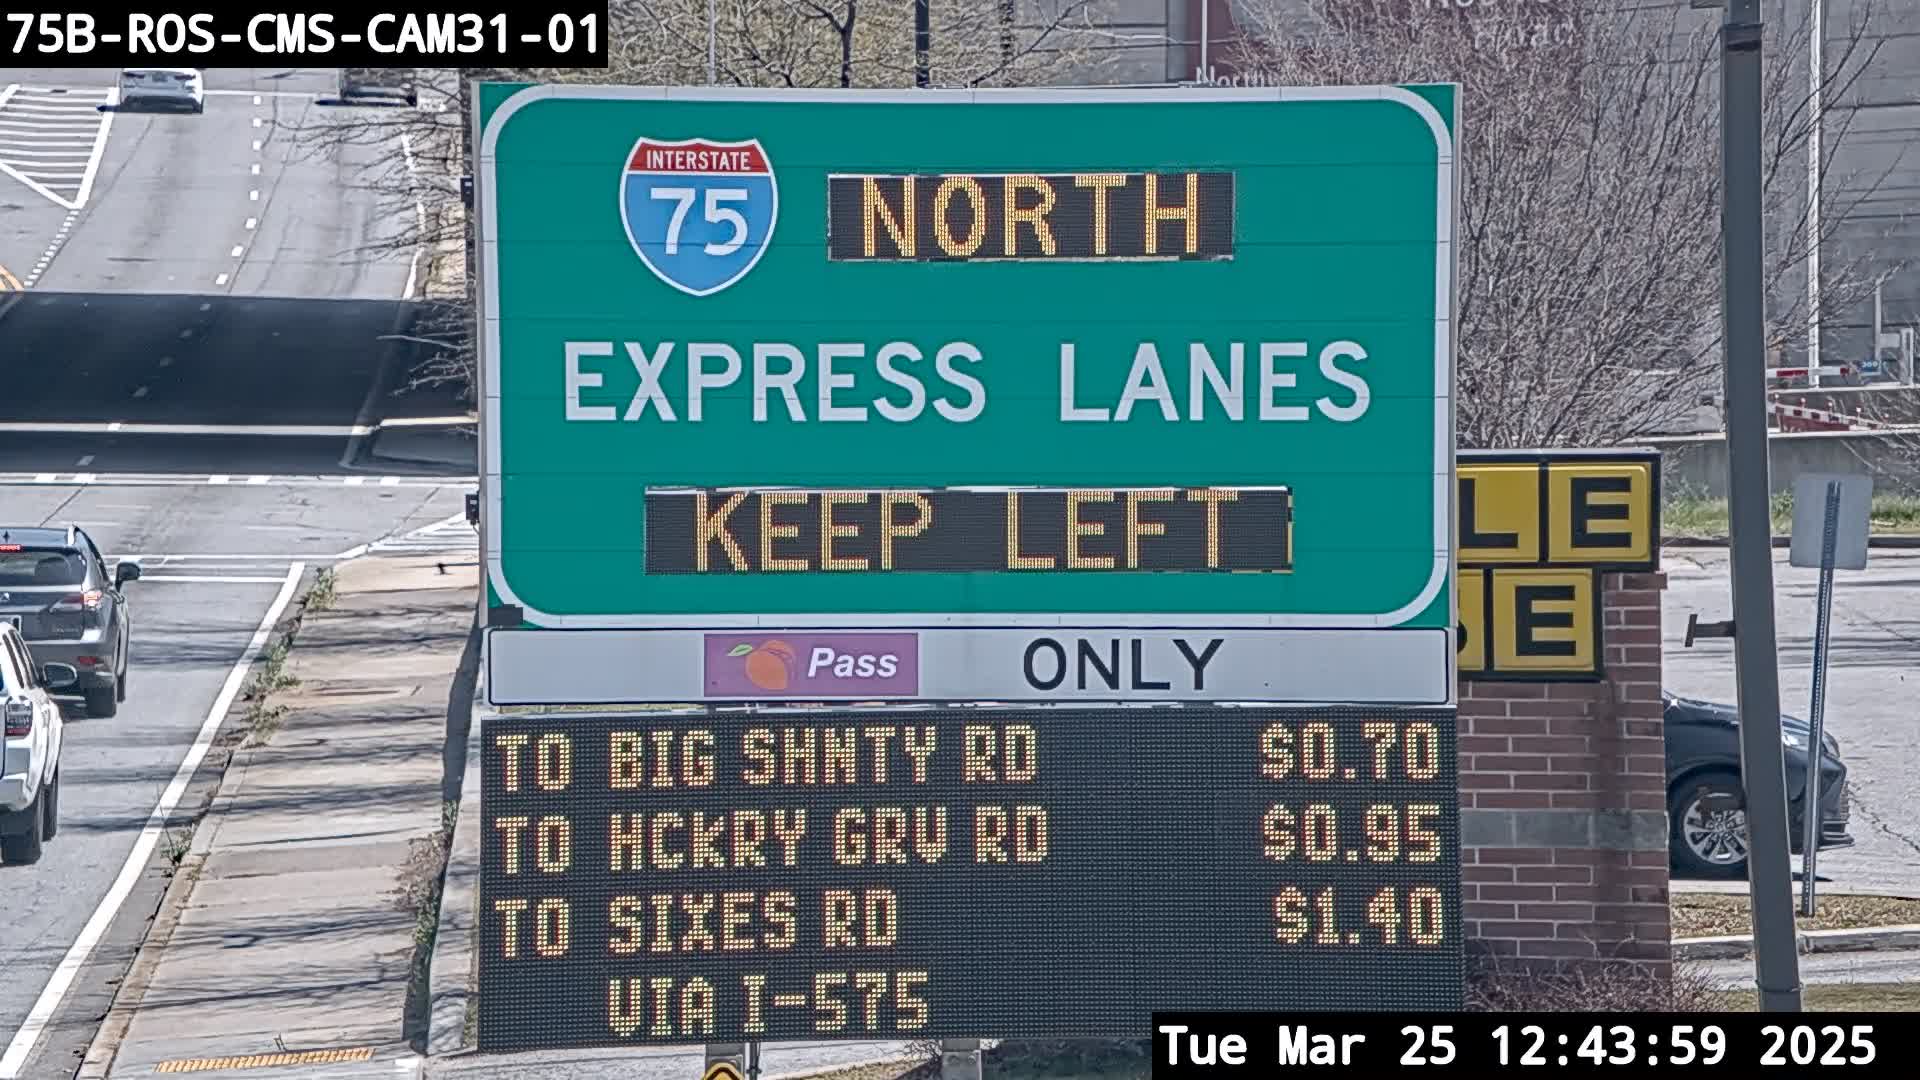 75B-ROS-CMS-CAM31-01
North
INTERSTATE
75
NORTH
EXPRESS LANES
KEEP LEFT
LE
E
Pass ONLY
TO BIG SHNTY RD $0.70
TO HCKRY GRV RD $0.95
TO SIXES RD $1.40
VIA I-575
Tue Mar 25 12:43:59 2025